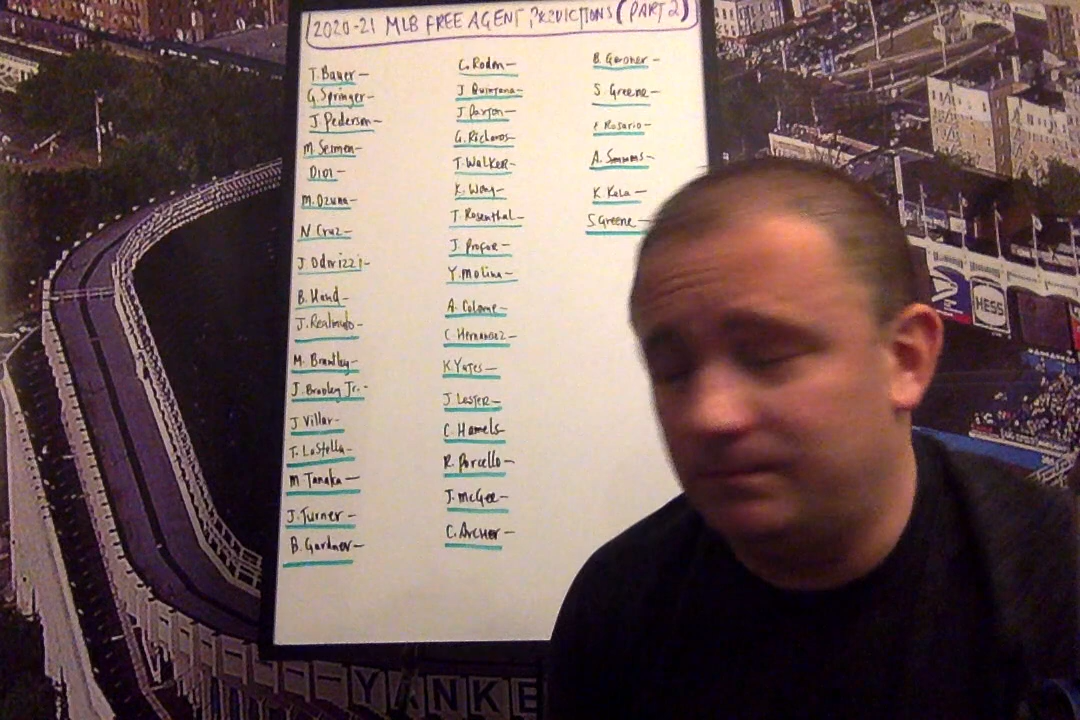 2020-21 MLB FREE AGENT PREDICTIONS (PART 2)
T. Bauer -
G. Springer -
J Pederson -
M. Semien -
Didi -
M. Ozuna -
N Cruz -
J. Odorizzi -
B. Hand -
J. Realmuto -
M. Brantley -
J. Bradley Jr. -
J Villar -
T. LaStella -
M Tanaka -
J. Turner -
B. Gardner -
C. Rodon -
J Quintana -
J. Paxton -
G. Richards
T. Walker -
K. Wong -
T. Rosenthal -
J. Profar -
Y. Molina -
A. Colome -
C Hernandez -
K Yates -
J. Lester -
C. Hamels
R. Porcello -
J. McGee -
C. Archer -
B. Gardner -
S. Greene -
E Rosario -
A. Simmons -
K Kela -
S Greene -
HESS
YANKE